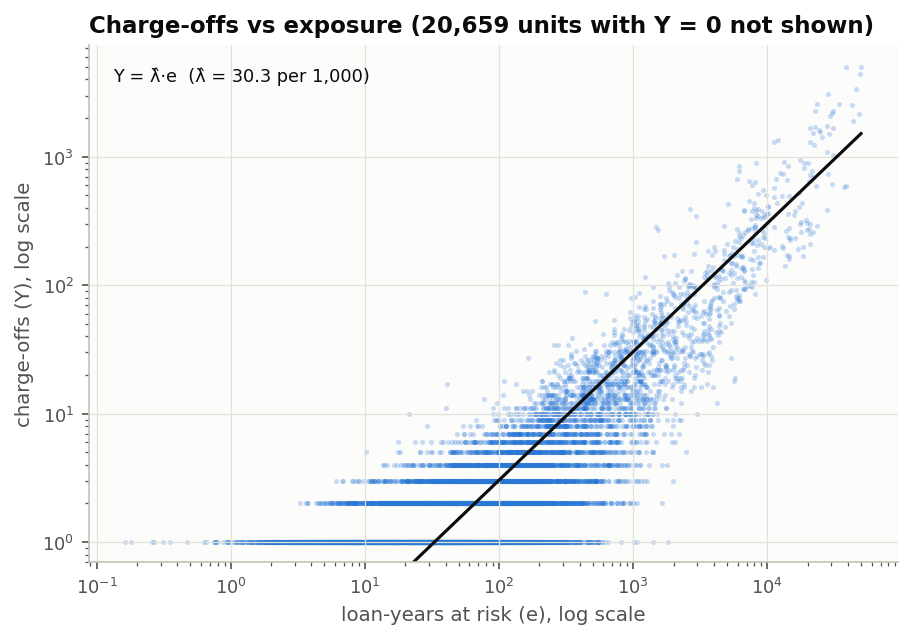 Charge-offs vs exposure (20,659 units with Y = 0 not shown)
Y = λ̂·e (λ̂ = 30.3 per 1,000)
charge-offs (Y), log scale
10³
10²
10¹
10⁰
10⁻¹
10⁰
10¹
10²
10³
10⁴
loan-years at risk (e), log scale